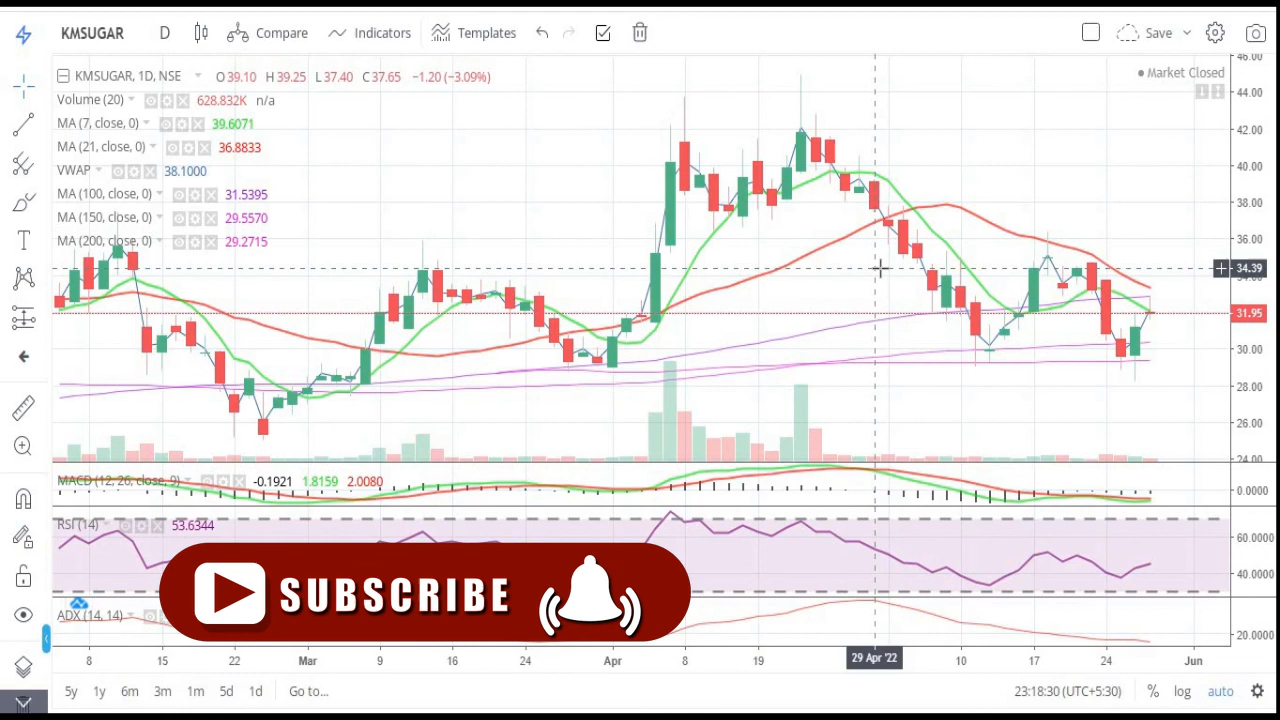 KMSUGAR D Compare Indicators Templates Save
KMSUGAR, 1D, NSE O39.10 H39.25 L37.40 C37.65 −1.20 (−3.09%)
Market Closed
Volume (20) 628.832K n/a
MA (7, close, 0) 39.6071
MA (21, close, 0) 36.8833
VWAP 38.1000
MA (100, close, 0) 31.5395
MA (150, close, 0) 29.5570
MA (200, close, 0) 29.2715
46.00
44.00
42.00
40.00
38.00
36.00
34.39
31.95
30.00
28.00
26.00
24.00
MACD (12, 26, close, 9) -0.1921 1.8159 2.0080
0.0000
RSI (14) 53.6344
60.0000
40.0000
SUBSCRIBE
ADX (14, 14)
20.0000
8 15 22 Mar 9 16 24 Apr 8 19 29 Apr '22 10 17 24 Jun
5y 1y 6m 3m 1m 5d 1d Go to... 23:18:30 (UTC+5:30) % log auto